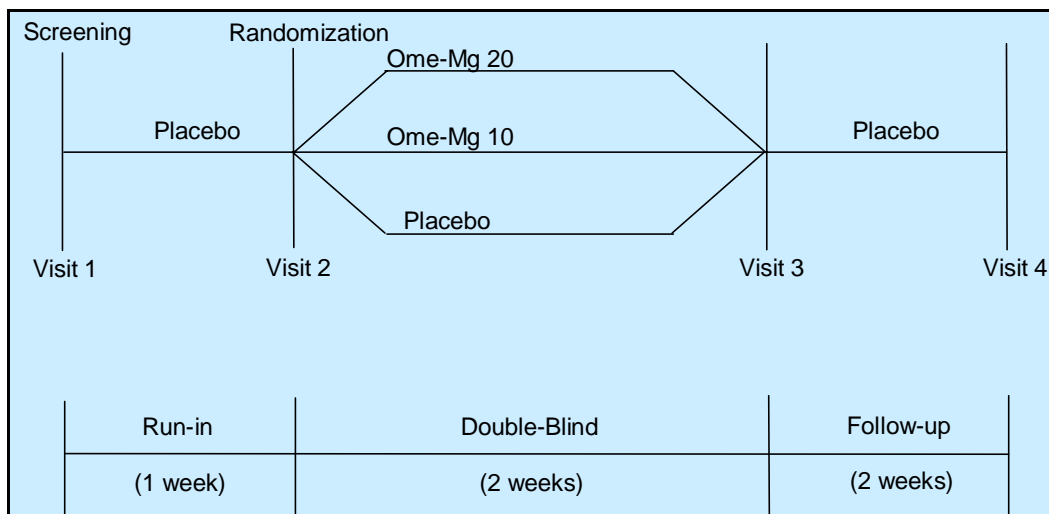 Screening Randomization
Ome-Mg 20
Placebo Ome-Mg 10 Placebo
Placebo
Visit 1 Visit 2 Visit 3 Visit 4
Run-in Double-Blind Follow-up
(1 week) (2 weeks) (2 weeks)